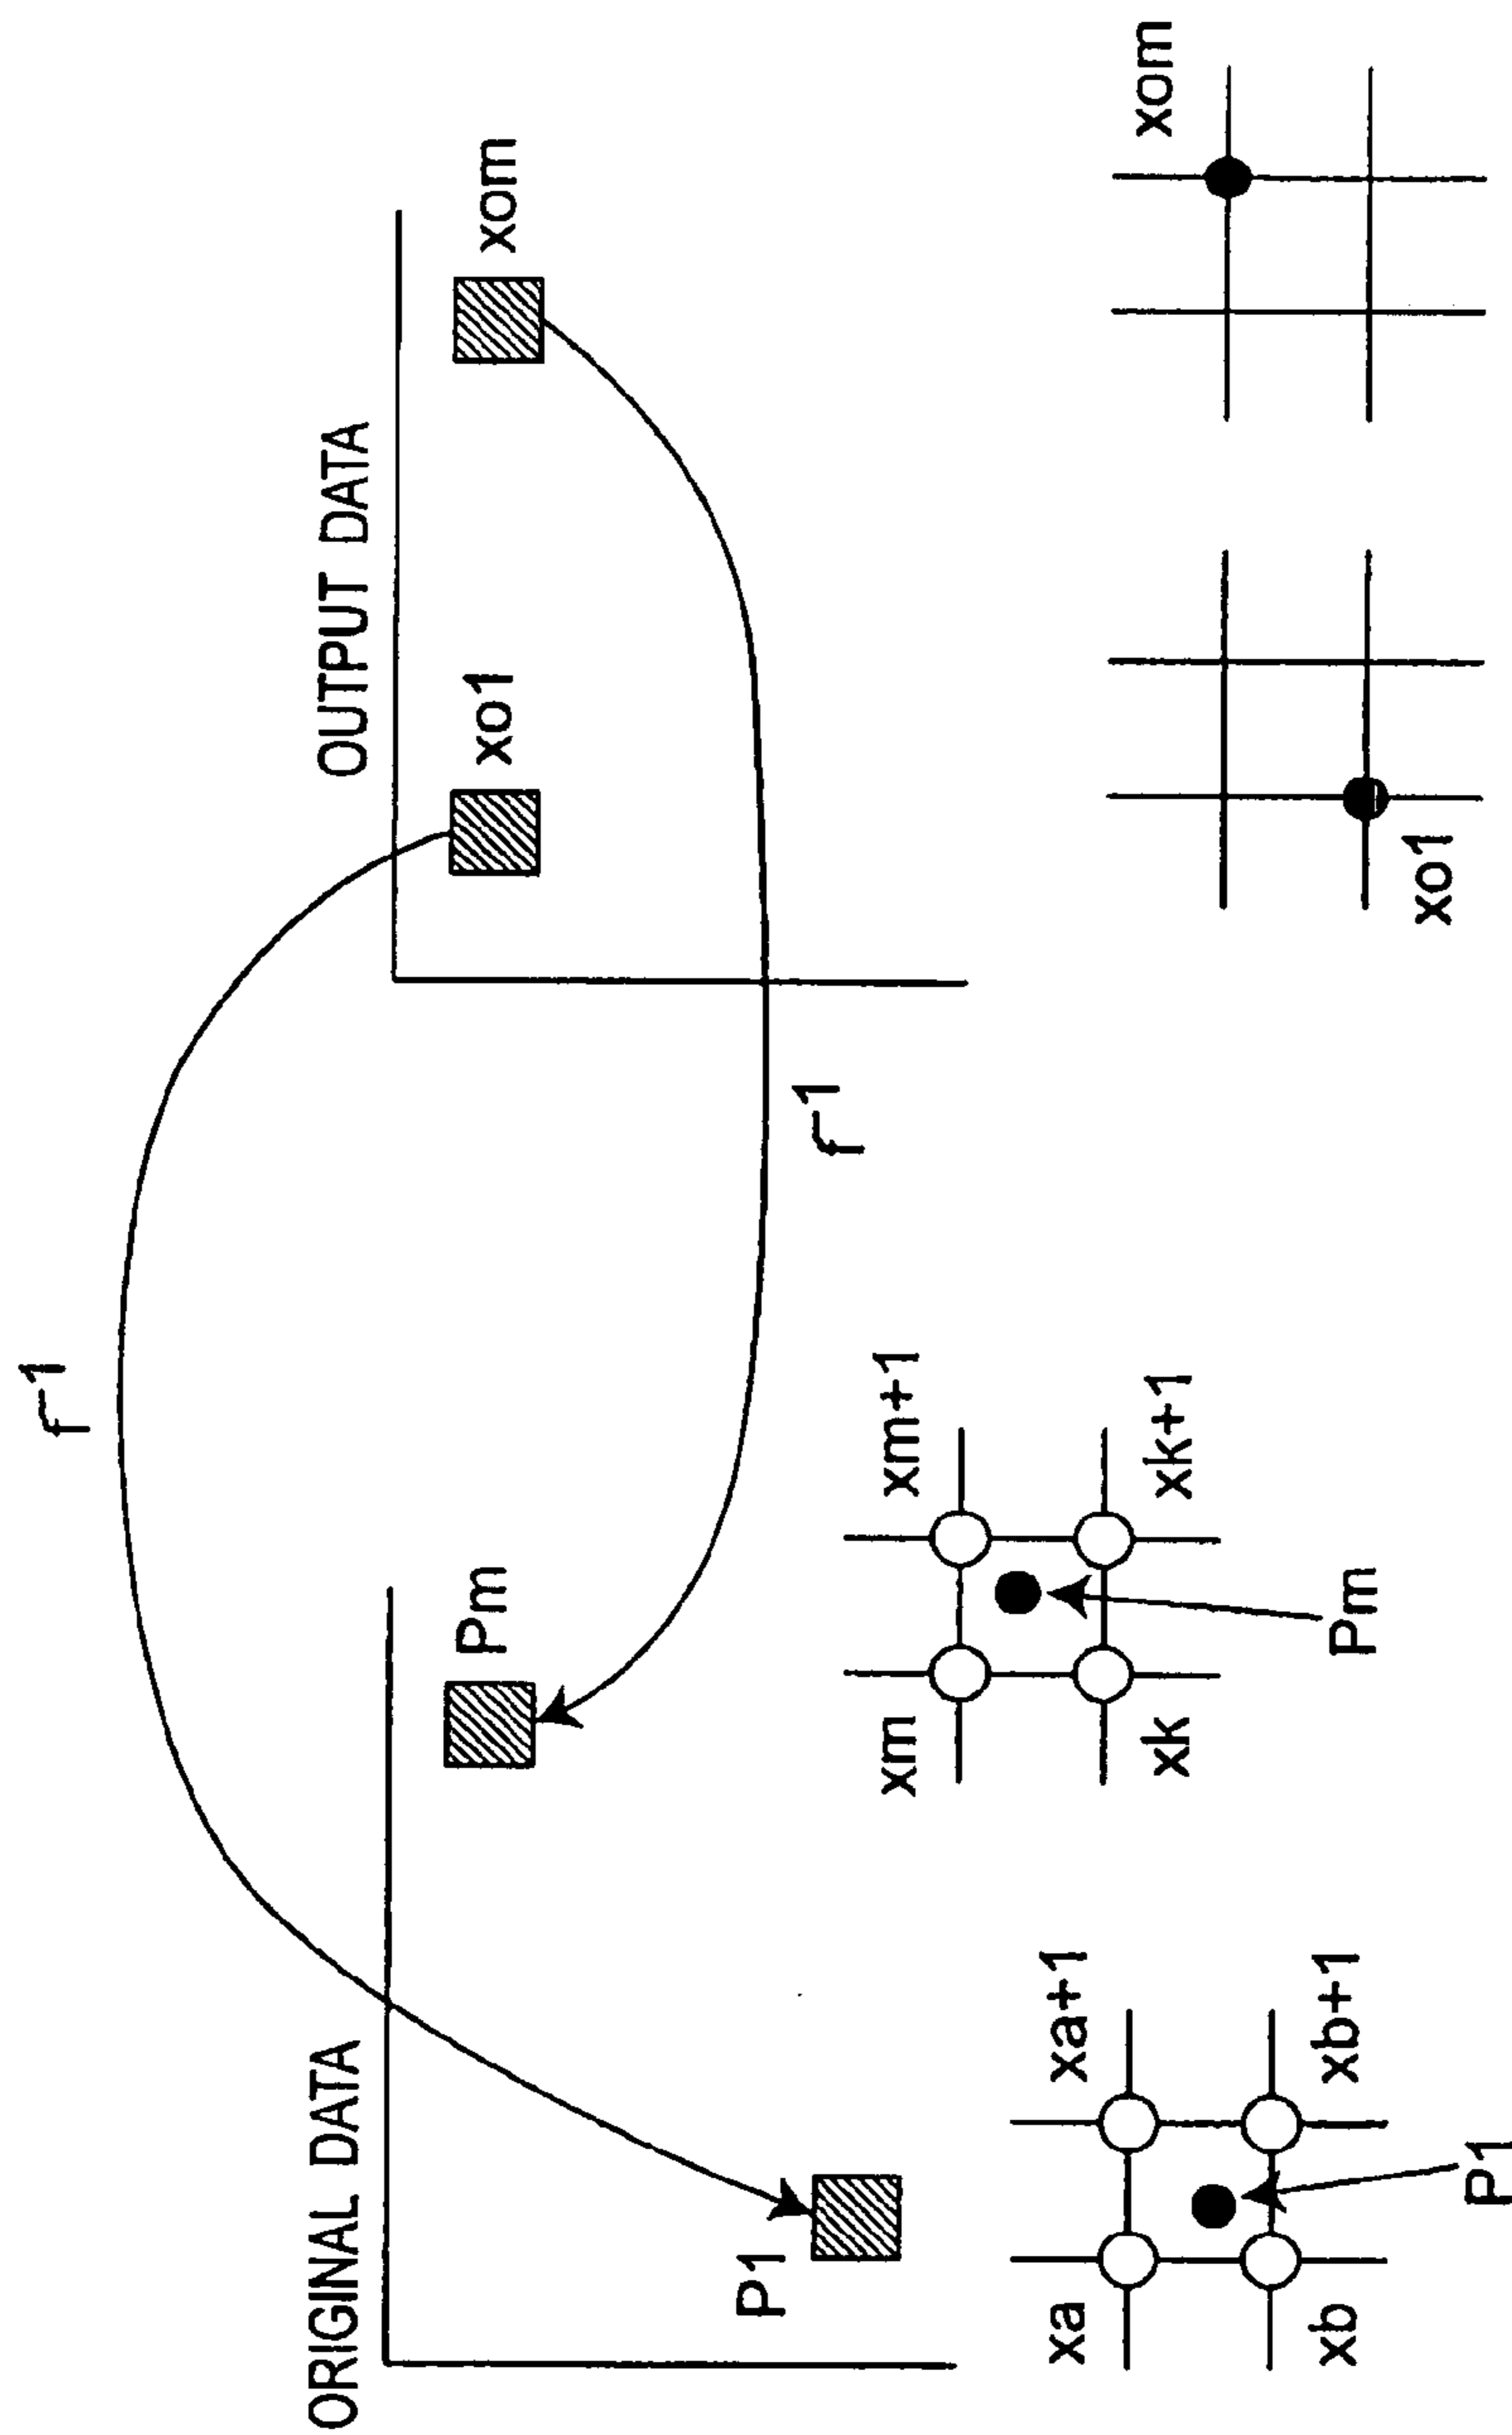 f-1
ORIGINAL DATA
OUTPUT DATA
Pm
xo1
xom
P1
f-1
xm
xm+1
xk
xk+1
Pm
xa
xa+1
xb
xb+1
P1
xo1
xom